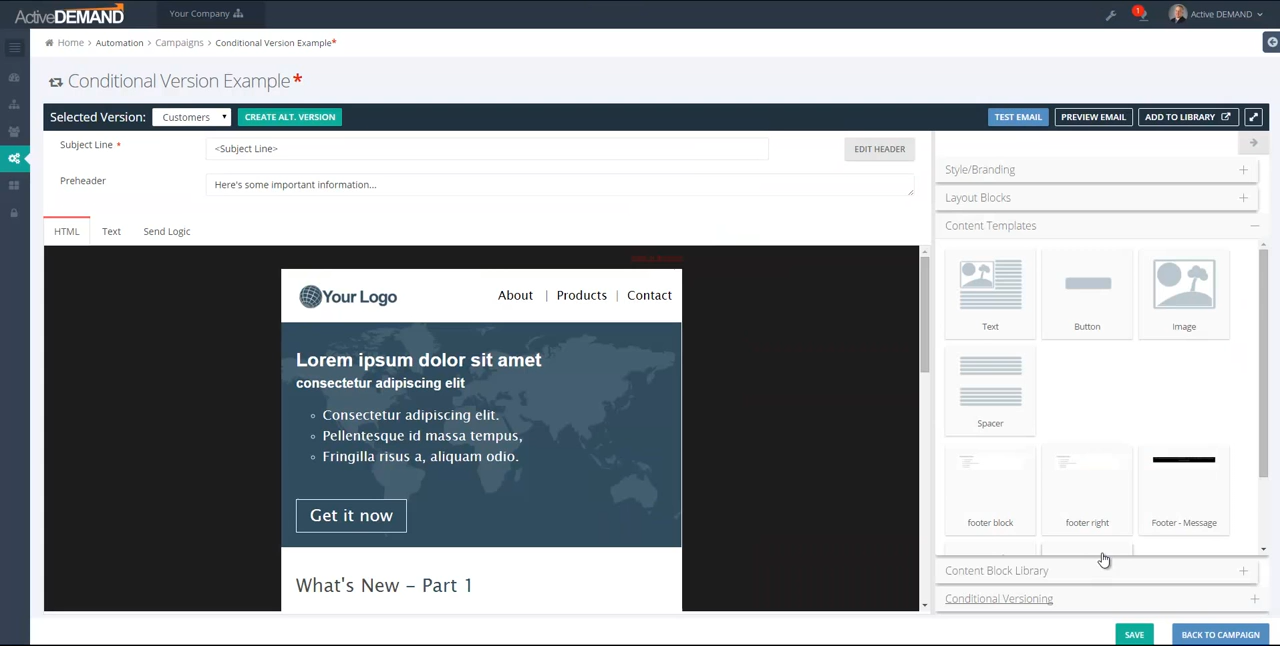 ActiveDEMAND
Your Company
1
Active DEMAND
Home > Automation > Campaigns > Conditional Version Example*
Conditional Version Example*
Selected Version: Customers CREATE ALT. VERSION TEST EMAIL PREVIEW EMAIL ADD TO LIBRARY
Subject Line *
<Subject Line>
EDIT HEADER
Preheader
Here's some important information...
HTML Text Send Logic
Your Logo
About | Products | Contact
Lorem ipsum dolor sit amet
consectetur adipiscing elit
Consectetur adipiscing elit.
Pellentesque id massa tempus,
Fringilla risus a, aliquam odio.
Get it now
What's New – Part 1
Style/Branding
Layout Blocks
Content Templates
Text Button Image
Spacer
footer block footer right Footer - Message
Content Block Library
Conditional Versioning
SAVE BACK TO CAMPAIGN